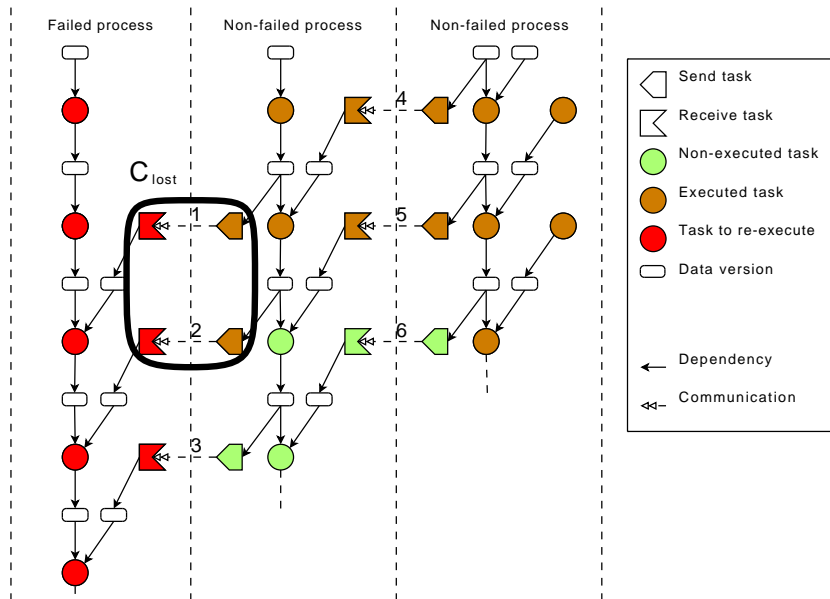 Failed process
Non-failed process
Non-failed process
4
C lost
1
5
2
6
3
Send task
Receive task
Non-executed task
Executed task
Task to re-execute
Data version
Dependency
Communication